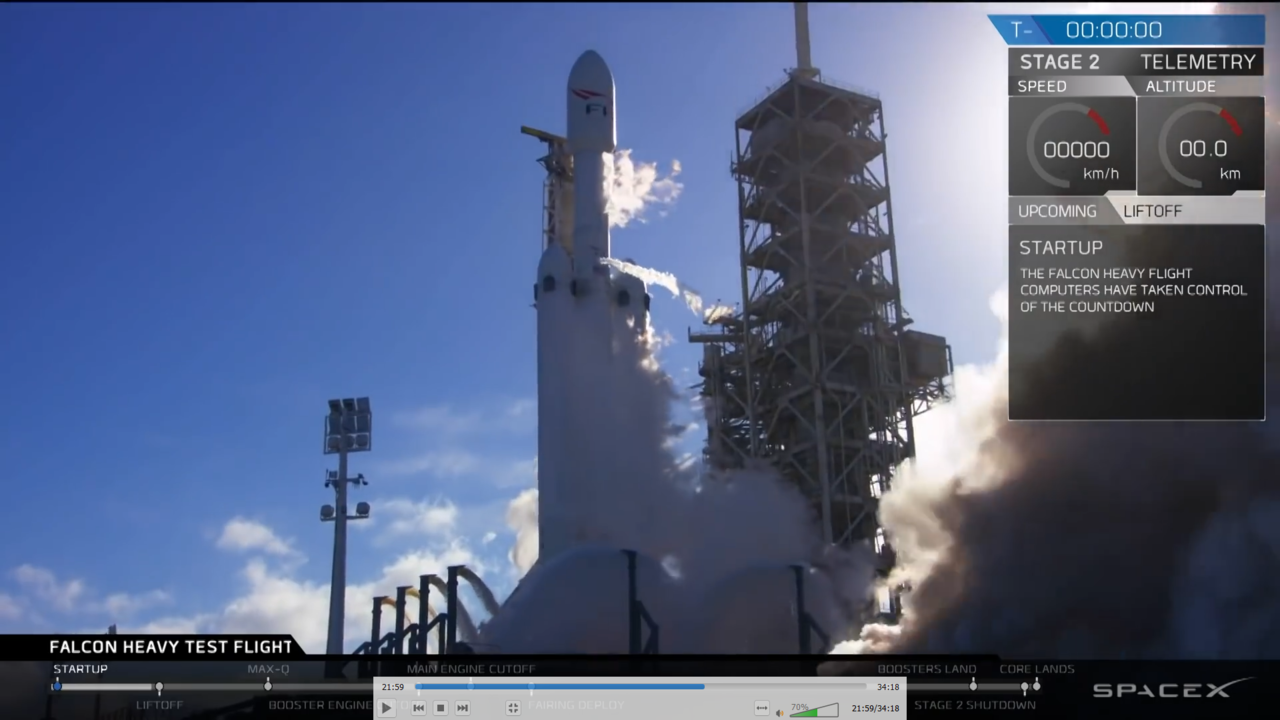 T- 00:00:00
STAGE 2 TELEMETRY
SPEED ALTITUDE
00000 00.0
km/h km
UPCOMING LIFTOFF
STARTUP
THE FALCON HEAVY FLIGHT
COMPUTERS HAVE TAKEN CONTROL
OF THE COUNTDOWN
FALCON HEAVY TEST FLIGHT
STARTUP MAX-Q MAIN ENGINE CUTOFF BOOSTERS LAND CORE LANDS
LIFTOFF BOOSTER ENGINE FAIRING DEPLOY STAGE 2 SHUTDOWN
SPACEX
21:59 34:18
70% 21:59/34:18